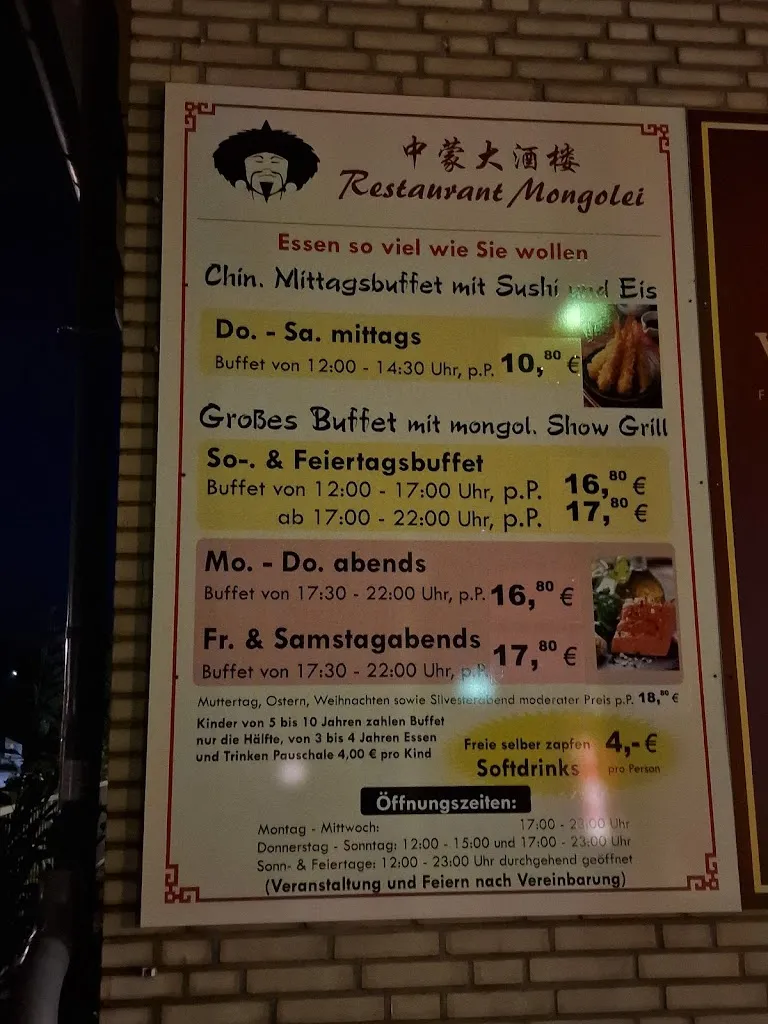 中蒙大酒楼
Restaurant Mongolei
Essen so viel wie Sie wollen
Chin. Mittagsbuffet mit Sushi und Eis
Do. - Sa. mittags
Buffet von 12:00 - 14:30 Uhr, p.P. 10,80 €
Großes Buffet mit mongol. Show Grill
So-. & Feiertagsbuffet
Buffet von 12:00 - 17:00 Uhr, p.P. 16,80 €
ab 17:00 - 22:00 Uhr, p.P. 17,80 €
Mo. - Do. abends
Buffet von 17:30 - 22:00 Uhr, p.P. 16,80 €
Fr. & Samstagabends
Buffet von 17:30 - 22:00 Uhr, p.P. 17,80 €
Muttertag, Ostern, Weihnachten sowie Silvesterabend moderater Preis p.P. 18,80 €
Kinder von 5 bis 10 Jahren zahlen Buffet
nur die Hälfte, von 3 bis 4 Jahren Essen
und Trinken Pauschale 4,00 € pro Kind
Freie selber zapfen 4,- €
Softdrinks pro Person
Öffnungszeiten:
Montag - Mittwoch: 17:00 - 23:00 Uhr
Donnerstag - Sonntag: 12:00 - 15:00 und 17:00 - 23:00 Uhr
Sonn- & Feiertage: 12:00 - 23:00 Uhr durchgehend geöffnet
(Veranstaltung und Feiern nach Vereinbarung)